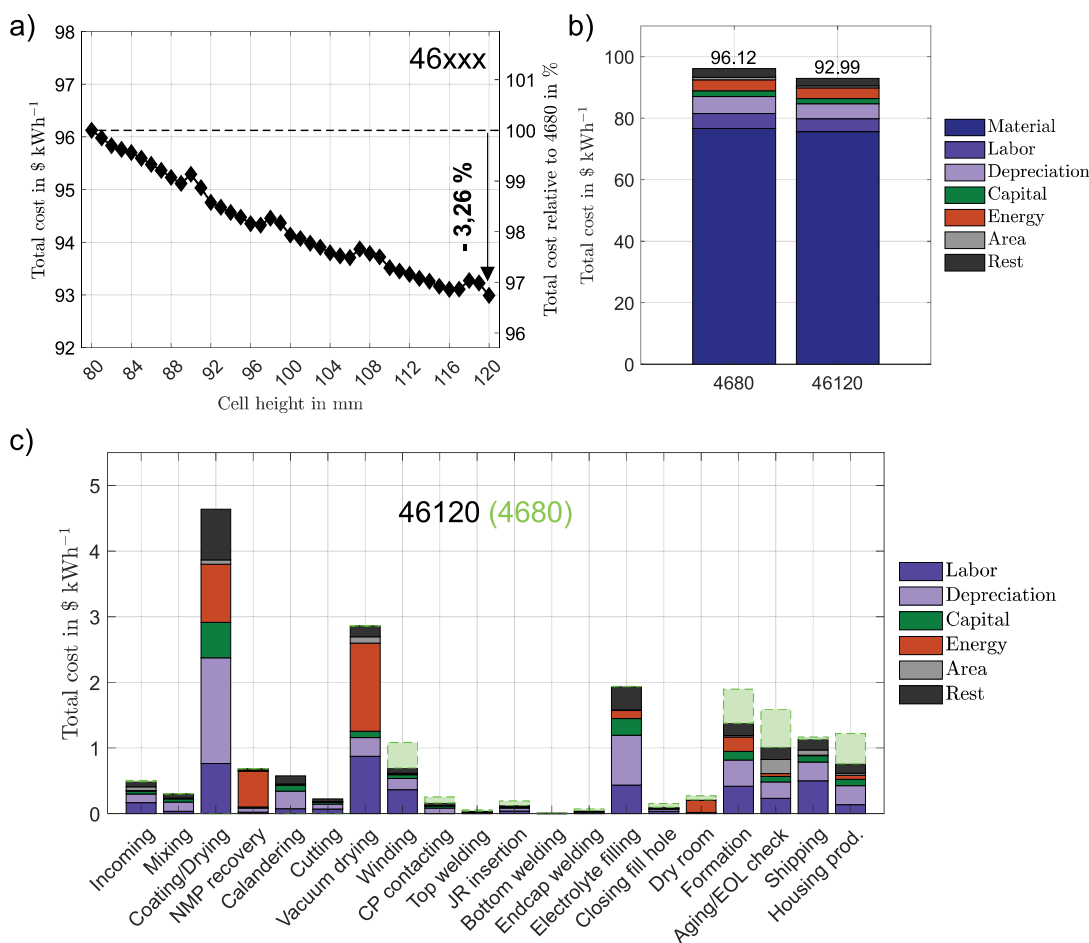 a)
98
97
96
95
94
93
92
Total cost in $ kWh⁻¹
46xxx
- 3,26 %
101
100
99
98
97
96
Total cost relative to 4680 in %
80
84
88
92
96
100
104
108
112
116
120
Cell height in mm
b)
100
80
60
40
20
0
Total cost in $ kWh⁻¹
96.12
92.99
4680
46120
Material
Labor
Depreciation
Capital
Energy
Area
Rest
c)
5
4
3
2
1
0
Total cost in $ kWh⁻¹
46120 (4680)
Labor
Depreciation
Capital
Energy
Area
Rest
Incoming
Mixing
Coating/Drying
NMP recovery
Calandering
Cutting
Vacuum drying
Winding
CP contacting
Top welding
JR insertion
Bottom welding
Endcap welding
Electrolyte filling
Closing fill hole
Dry room
Formation
Aging/EOL check
Shipping
Housing prod.